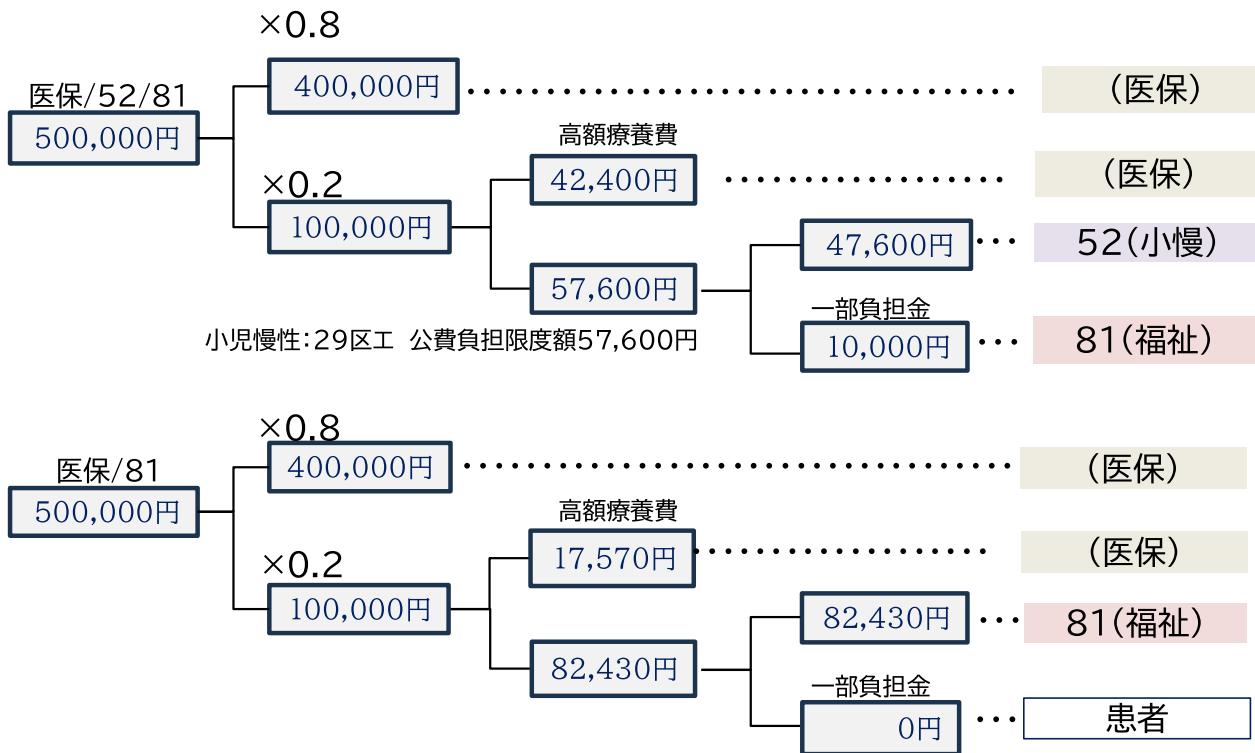 ×0.8
医保/52/81
400,000円
（医保）
500,000円
高額療養費
×0.2
42,400円
（医保）
100,000円
47,600円
52（小慢）
57,600円
一部負担金
小児慢性：29区エ 公費負担限度額57,600円
10,000円
81（福祉）
×0.8
医保/81
400,000円
（医保）
500,000円
高額療養費
×0.2
17,570円
（医保）
100,000円
82,430円
81（福祉）
82,430円
一部負担金
0円
患者